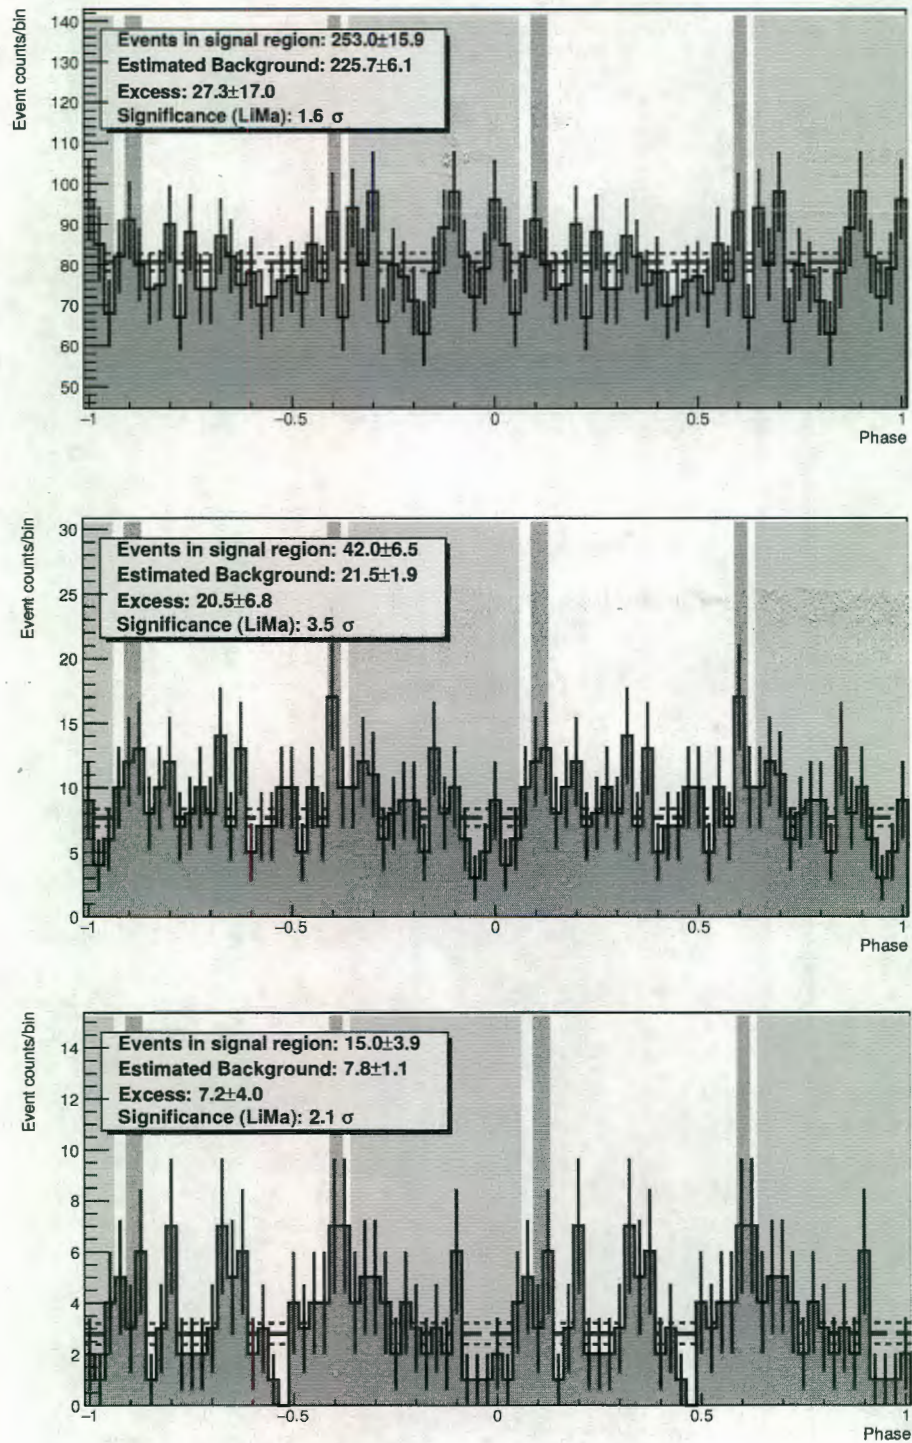 Event counts/bin
140
130
120
110
100
90
80
70
60
50
Events in signal region: 253.0±15.9
Estimated Background: 225.7±6.1
Excess: 27.3±17.0
Significance (LiMa): 1.6 σ
-1 -0.5 0 0.5 1
Phase
Event counts/bin
30
25
20
15
10
5
0
Events in signal region: 42.0±6.5
Estimated Background: 21.5±1.9
Excess: 20.5±6.8
Significance (LiMa): 3.5 σ
-1 -0.5 0 0.5 1
Phase
Event counts/bin
14
12
10
8
6
4
2
0
Events in signal region: 15.0±3.9
Estimated Background: 7.8±1.1
Excess: 7.2±4.0
Significance (LiMa): 2.1 σ
-1 -0.5 0 0.5 1
Phase